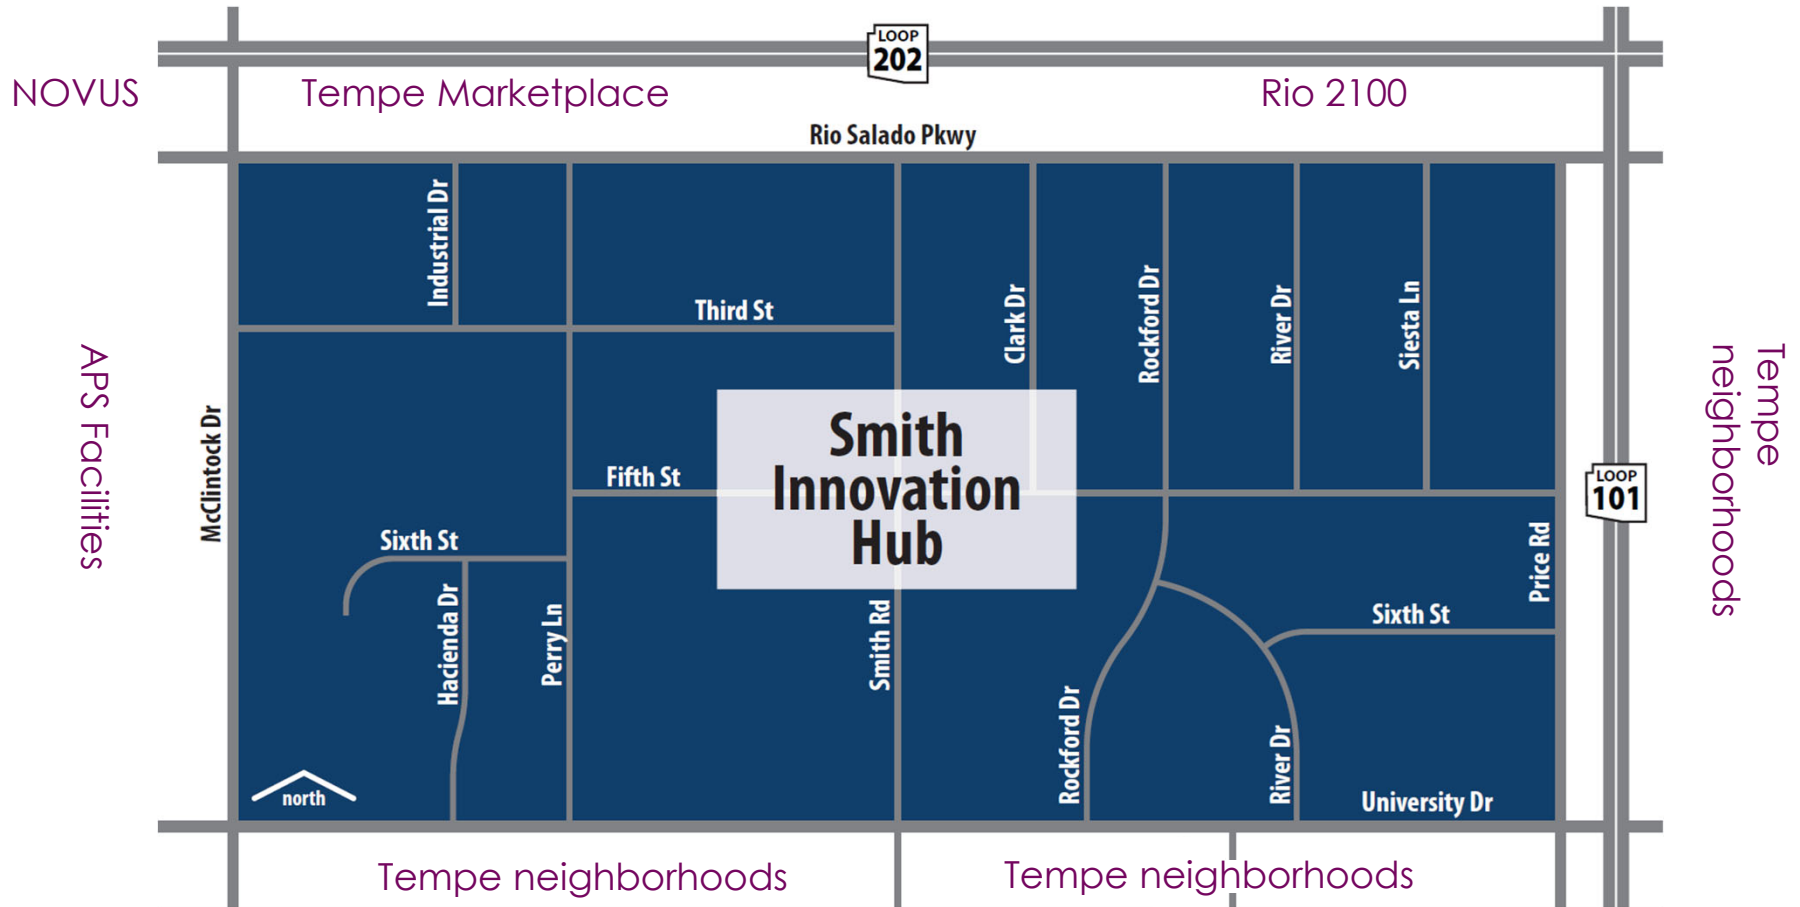 LOOP
202
NOVUS
Tempe Marketplace
Rio 2100
Rio Salado Pkwy
Industrial Dr
Third St
Clark Dr
Rockford Dr
River Dr
Siesta Ln
APS Facilities
McClintock Dr
Tempe
neighborhoods
Smith
Innovation
Hub
Fifth St
LOOP
101
Sixth St
Hacienda Dr
Perry Ln
Smith Rd
Price Rd
Sixth St
Rockford Dr
River Dr
north
University Dr
Tempe neighborhoods
Tempe neighborhoods